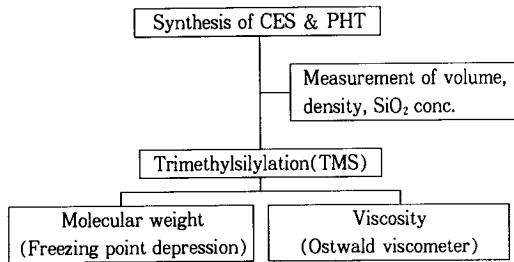 Synthesis of CES & PHT
Measurement of volume,
density, SiO₂ conc.
Trimethylsilylation(TMS)
Molecular weight
(Freezing point depression)
Viscosity
(Ostwald viscometer)